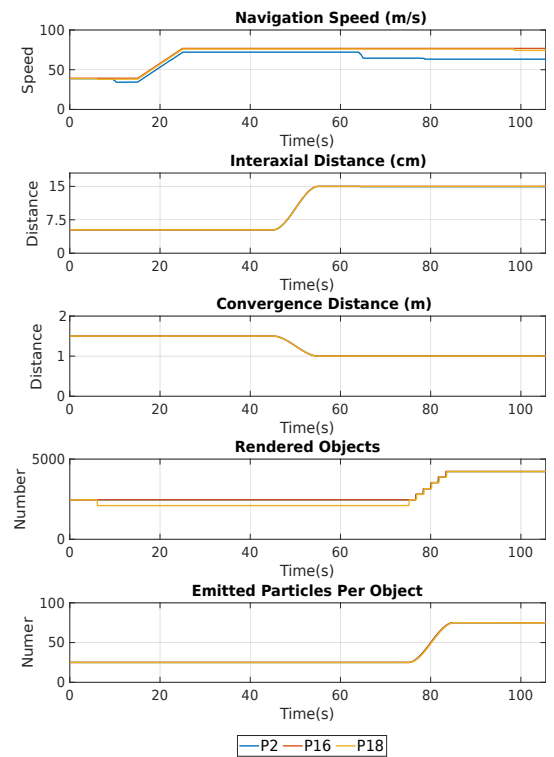 Navigation Speed (m/s)
100
50
0
Speed
0 20 40 60 80 100
Time(s)
Interaxial Distance (cm)
15
7.5
0
Distance
0 20 40 60 80 100
Time(s)
Convergence Distance (m)
2
1
0
Distance
0 20 40 60 80 100
Time(s)
Rendered Objects
5000
0
Number
0 20 40 60 80 100
Time(s)
Emitted Particles Per Object
100
50
0
Numer
0 20 40 60 80 100
Time(s)
P2 P16 P18